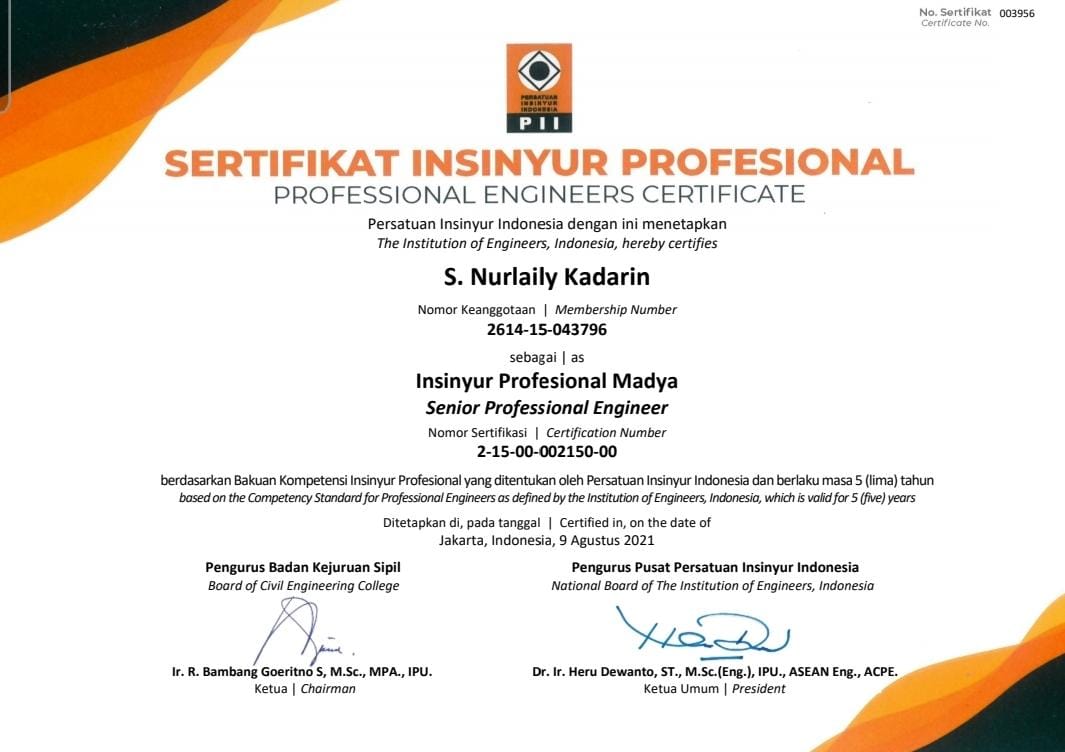 No. Sertifikat 003956
Certificate No.
PERSATUAN
INSINYUR
INDONESIA
PII
SERTIFIKAT INSINYUR PROFESIONAL
PROFESSIONAL ENGINEERS CERTIFICATE
Persatuan Insinyur Indonesia dengan ini menetapkan
The Institution of Engineers, Indonesia, hereby certifies
S. Nurlaily Kadarin
Nomor Keanggotaan | Membership Number
2614-15-043796
sebagai | as
Insinyur Profesional Madya
Senior Professional Engineer
Nomor Sertifikasi | Certification Number
2-15-00-002150-00
berdasarkan Bakuan Kompetensi Insinyur Profesional yang ditentukan oleh Persatuan Insinyur Indonesia dan berlaku masa 5 (lima) tahun
based on the Competency Standard for Professional Engineers as defined by the Institution of Engineers, Indonesia, which is valid for 5 (five) years
Ditetapkan di, pada tanggal | Certified in, on the date of
Jakarta, Indonesia, 9 Agustus 2021
Pengurus Badan Kejuruan Sipil
Board of Civil Engineering College
Ir. R. Bambang Goeritno S, M.Sc., MPA., IPU.
Ketua | Chairman
Pengurus Pusat Persatuan Insinyur Indonesia
National Board of The Institution of Engineers, Indonesia
Dr. Ir. Heru Dewanto, ST., M.Sc.(Eng.), IPU., ASEAN Eng., ACPE.
Ketua Umum | President